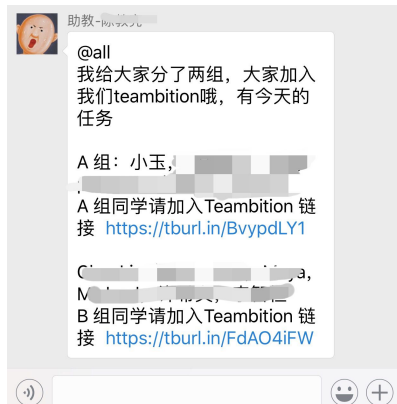 助教-陈教先
@all
我给大家分了两组，大家加入
我们teambition哦，有今天的
任务
A 组：小玉，
A 组同学请加入Teambition 链
接 https://tburl.in/BvypdLY1
B 组同学请加入Teambition 链
接 https://tburl.in/FdAO4iFW